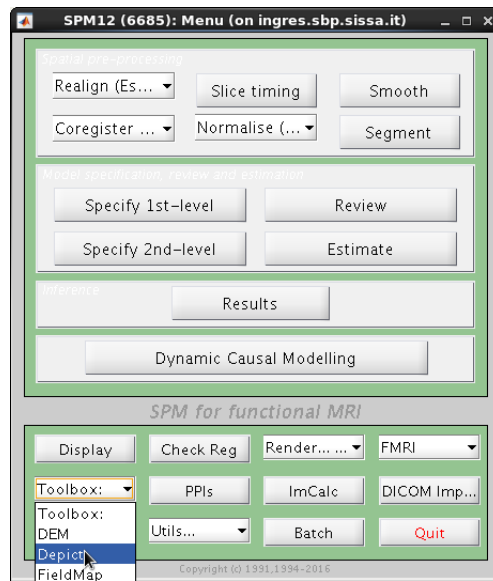 SPM12 (6685): Menu (on ingres.sbp.sissa.it)
Spatial pre-processing
Realign (Es...
Slice timing
Smooth
Coregister ...
Normalise (...
Segment
Model specification, review and estimation
Specify 1st-level
Review
Specify 2nd-level
Estimate
Inference
Results
Dynamic Causal Modelling
SPM for functional MRI
Display
Check Reg
Render... ...
FMRI
Toolbox:
PPIs
ImCalc
DICOM Imp...
Toolbox:
DEM
Utils...
Batch
Quit
Depict
FieldMap
Copyright (c) 1991,1994-2016